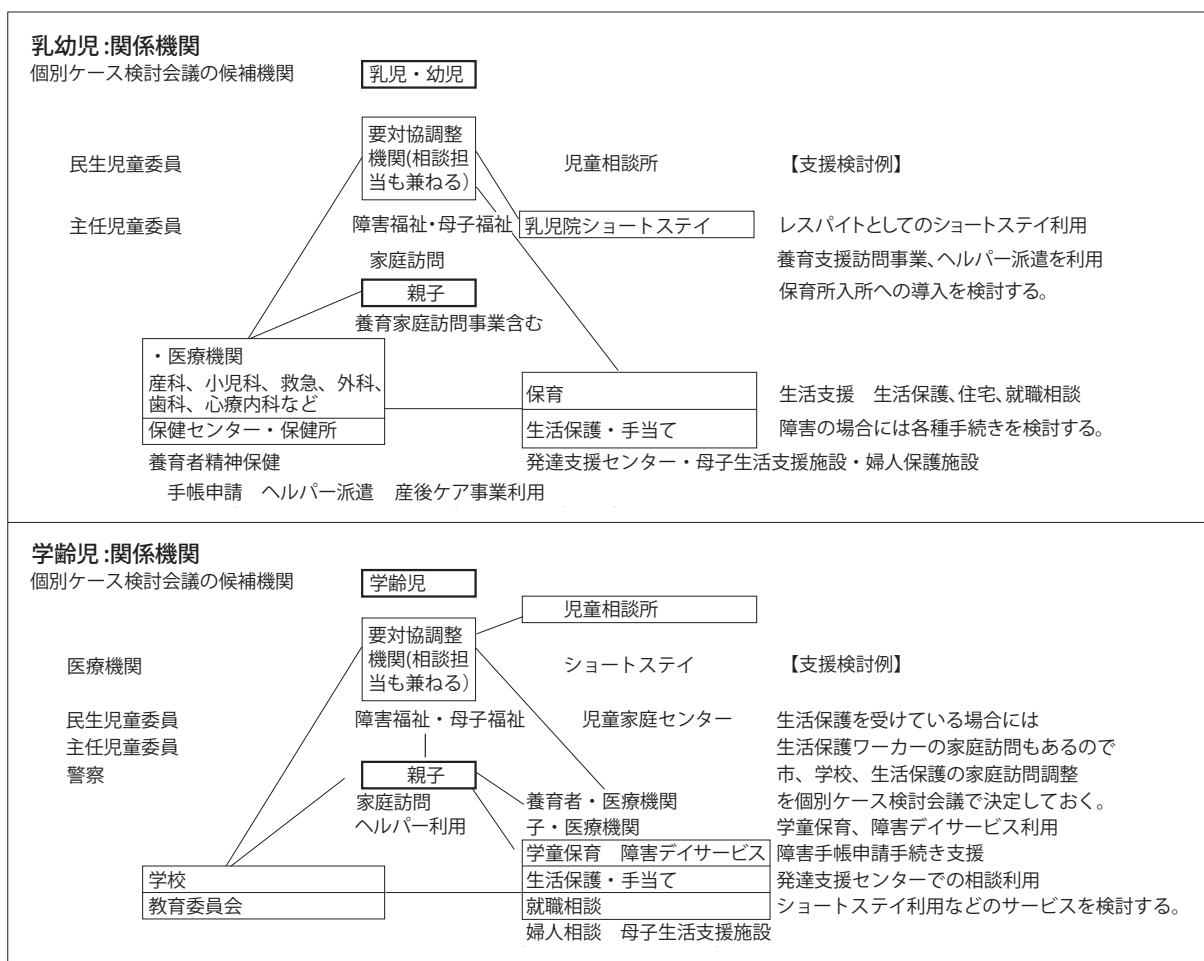 乳幼児:関係機関
個別ケース検討会議の候補機関
乳児・幼児
要対協調整
機関(相談担
当も兼ねる)
民生児童委員
児童相談所
【支援検討例】
主任児童委員
障害福祉・母子福祉
乳児院ショートステイ
レスパイトとしてのショートステイ利用
家庭訪問
養育支援訪問事業、ヘルパー派遣を利用
親子
保育所入所への導入を検討する。
養育家庭訪問事業含む
・医療機関
産科、小児科、救急、外科、
歯科、心療内科など
保健センター・保健所
保育
生活支援　生活保護、住宅、就職相談
生活保護・手当て
障害の場合には各種手続きを検討する。
養育者精神保健
発達支援センター・母子生活支援施設・婦人保護施設
手帳申請　ヘルパー派遣　産後ケア事業利用
学齢児:関係機関
個別ケース検討会議の候補機関
学齢児
児童相談所
要対協調整
機関(相談担
当も兼ねる)
医療機関
ショートステイ
【支援検討例】
民生児童委員
障害福祉・母子福祉
児童家庭センター
生活保護を受けている場合には
主任児童委員
生活保護ワーカーの家庭訪問もあるので
警察
親子
市、学校、生活保護の家庭訪問調整
家庭訪問
養育者・医療機関
を個別ケース検討会議で決定しておく。
ヘルパー利用
子・医療機関
学童保育、障害デイサービス利用
学童保育　障害デイサービス
障害手帳申請手続き支援
学校
生活保護・手当て
発達支援センターでの相談利用
教育委員会
就職相談
ショートステイ利用などのサービスを検討する。
婦人相談　母子生活支援施設